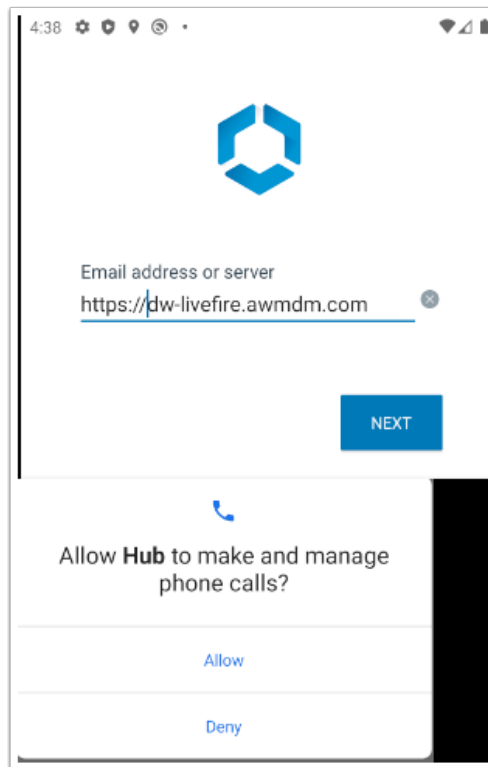 4:38
Email address or server
https://dw-livefire.awmdm.com
NEXT
Allow Hub to make and manage
phone calls?
Allow
Deny